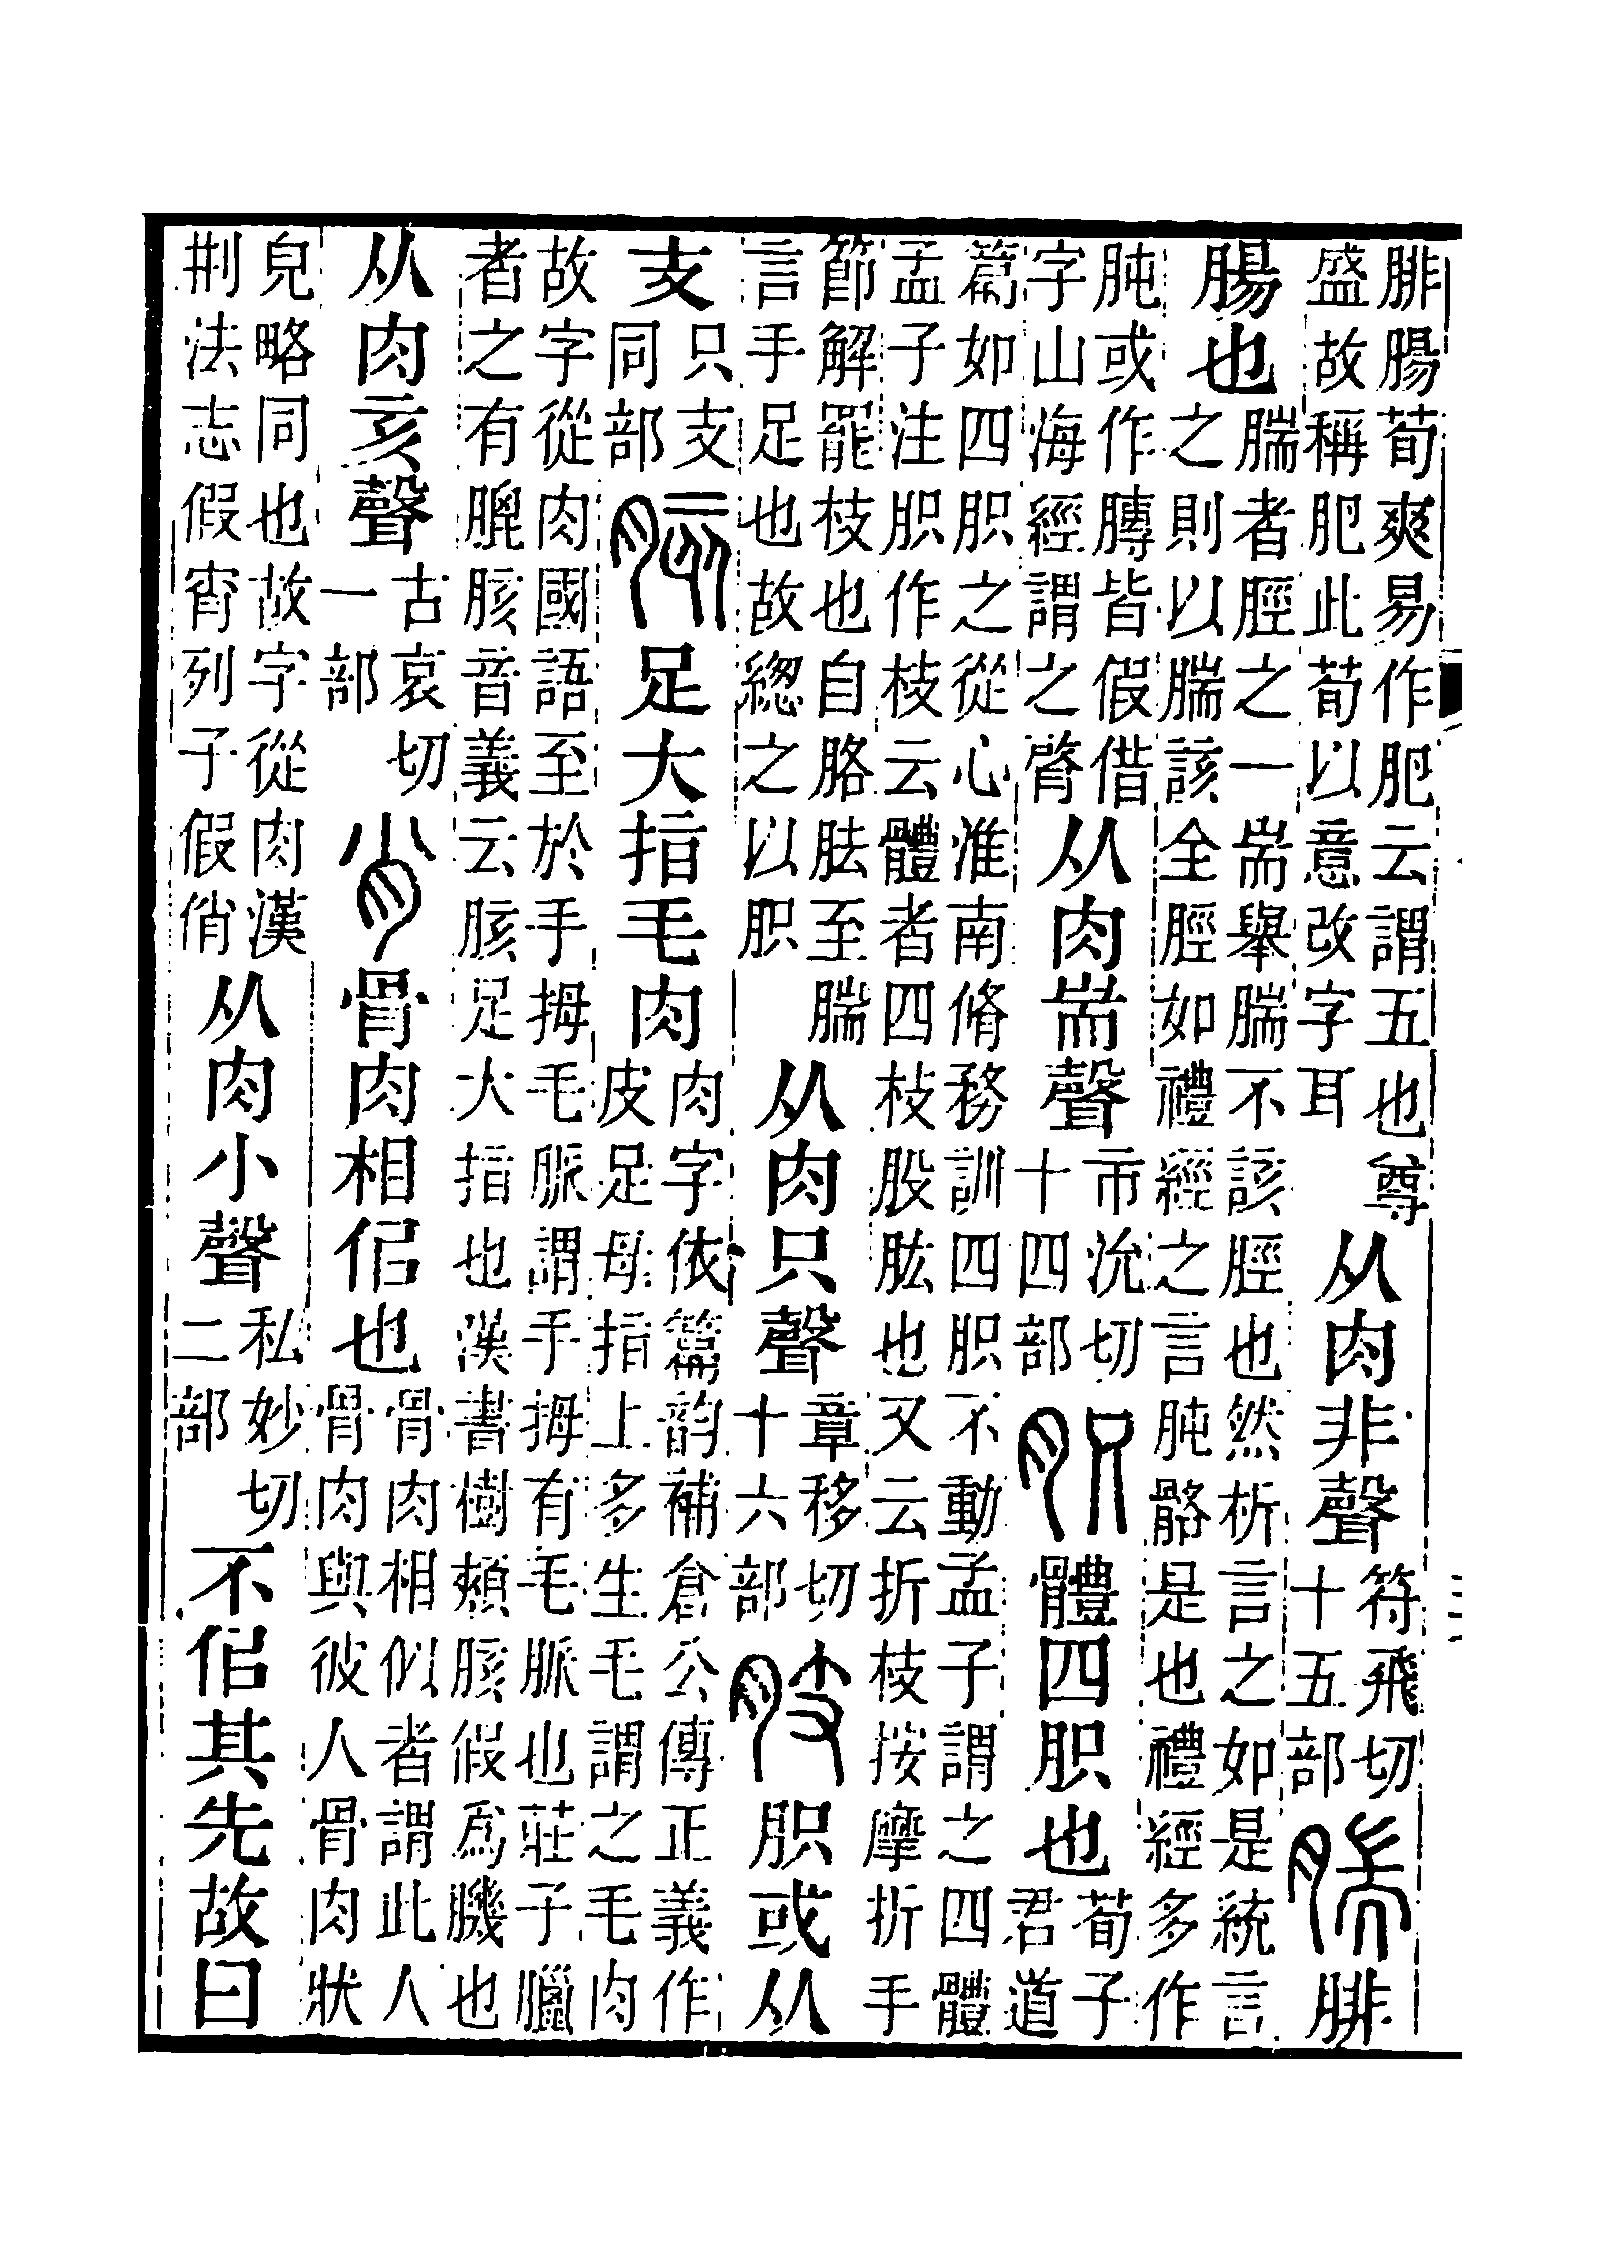 腓腸荀爽易作肥云謂五也尊盛故稱肥此荀以意改字耳从肉非聲符飛切十五部腨腓
腸也腨者脛之一耑舉腨不該脛也然析言之如是統言之則以腨該全脛如禮經之言肫骼是也禮經多作
肫或作膞皆假借字山海經謂之䏿从肉耑聲市沇切十四部胑體四胑也荀子君道
篇如四胑之從心淮南脩務訓四胑不動孟子謂之四體孟子注胑作枝云體者四枝股肱也又云折枝按摩折手
節解罷枝也自胳胠至腨言手足也故緫之以胑从肉只聲章移切十六部肢胑或从
支只支同部胲足大指毛肉肉字依篇韵補倉公傳正義作皮足母指上多生毛謂之毛肉
故字從肉國語至於手拇毛脈謂手拇有毛脈也莊子臘者之有膍胲音義云胲足大指也漢書樹頰胲假爲𦠄也
从肉亥聲古哀切一部肖骨肉相佀也骨肉相似者謂此人骨肉與彼人骨肉狀
皃略同也故字從肉漢荆法志假宵列子假俏从肉小聲私妙切二部不佀其先故曰